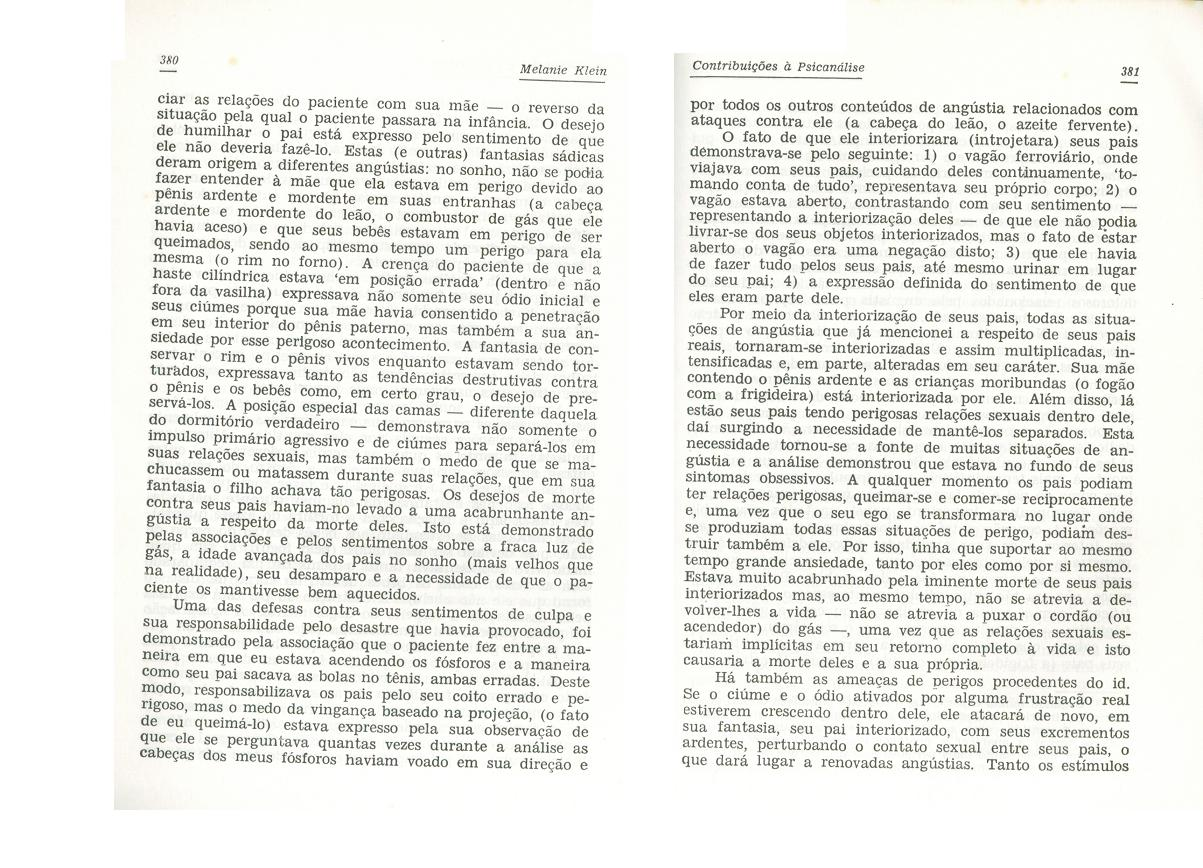 380
Melanie Klein
ciar as relações do paciente com sua mãe — o reverso da
situação pela qual o paciente passara na infância. O desejo
de humilhar o pai está expresso pelo sentimento de que
ele não deveria fazê-lo. Estas (e outras) fantasias sádicas
deram origem a diferentes angústias: no sonho, não se podia
fazer entender à mãe que ela estava em perigo devido ao
pênis ardente e mordente em suas entranhas (a cabeça
ardente e mordente do leão, o combustor de gás que ele
havia aceso) e que seus bebês estavam em perigo de ser
queimados, sendo ao mesmo tempo um perigo para ela
mesma (o rim no forno). A crença do paciente de que a
haste cilíndrica estava 'em posição errada' (dentro e não
fora da vasilha) expressava não somente seu ódio inicial e
seus ciúmes porque sua mãe havia consentido a penetração
em seu interior do pênis paterno, mas também a sua an-
siedade por esse perigoso acontecimento. A fantasia de con-
servar o rim e o pênis vivos enquanto estavam sendo tor-
turados, expressava tanto as tendências destrutivas contra
o pênis e os bebês como, em certo grau, o desejo de pre-
servá-los. A posição especial das camas — diferente daquela
do dormitório verdadeiro — demonstrava não somente o
impulso primário agressivo e de ciúmes para separá-los em
suas relações sexuais, mas também o medo de que se ma-
chucassem ou matassem durante suas relações, que em sua
fantasia o filho achava tão perigosas. Os desejos de morte
contra seus pais haviam-no levado a uma acabrunhante an-
gústia a respeito da morte deles. Isto está demonstrado
pelas associações e pelos sentimentos sobre a fraca luz de
gás, a idade avançada dos pais no sonho (mais velhos que
na realidade), seu desamparo e a necessidade de que o pa-
ciente os mantivesse bem aquecidos.
Uma das defesas contra seus sentimentos de culpa e
sua responsabilidade pelo desastre que havia provocado, foi
demonstrado pela associação que o paciente fez entre a ma-
neira em que eu estava acendendo os fósforos e a maneira
como seu pai sacava as bolas no tênis, ambas erradas. Deste
modo, responsabilizava os pais pelo seu coito errado e pe-
rigoso, mas o medo da vingança baseado na projeção, (o fato
de eu queimá-lo) estava expresso pela sua observação de
que ele se perguntava quantas vezes durante a análise as
cabeças dos meus fósforos haviam voado em sua direção e
Contribuições à Psicanálise
381
por todos os outros conteúdos de angústia relacionados com
ataques contra ele (a cabeça do leão, o azeite fervente).
O fato de que ele interiorizara (introjetara) seus pais
demonstrava-se pelo seguinte: 1) o vagão ferroviário, onde
viajava com seus pais, cuidando deles continuamente, 'to-
mando conta de tudo', representava seu próprio corpo; 2) o
vagão estava aberto, contrastando com seu sentimento —
representando a interiorização deles — de que ele não podia
livrar-se dos seus objetos interiorizados, mas o fato de estar
aberto o vagão era uma negação disto; 3) que ele havia
de fazer tudo pelos seus pais, até mesmo urinar em lugar
do seu pai; 4) a expressão definida do sentimento de que
eles eram parte dele.
Por meio da interiorização de seus pais, todas as situa-
ções de angústia que já mencionei a respeito de seus pais
reais, tornaram-se interiorizadas e assim multiplicadas, in-
tensificadas e, em parte, alteradas em seu caráter. Sua mãe
contendo o pênis ardente e as crianças moribundas (o fogão
com a frigideira) está interiorizada por ele. Além disso, lá
estão seus pais tendo perigosas relações sexuais dentro dele,
daí surgindo a necessidade de mantê-los separados. Esta
necessidade tornou-se a fonte de muitas situações de an-
gústia e a análise demonstrou que estava no fundo de seus
sintomas obsessivos. A qualquer momento os pais podiam
ter relações perigosas, queimar-se e comer-se reciprocamente
e, uma vez que o seu ego se transformara no lugar onde
se produziam todas essas situações de perigo, podiam des-
truir também a ele. Por isso, tinha que suportar ao mesmo
tempo grande ansiedade, tanto por eles como por si mesmo.
Estava muito acabrunhado pela iminente morte de seus pais
interiorizados mas, ao mesmo tempo, não se atrevia a de-
volver-lhes a vida — não se atrevia a puxar o cordão (ou
acendedor) do gás —, uma vez que as relações sexuais es-
tariam implícitas em seu retorno completo à vida e isto
causaria a morte deles e a sua própria.
Há também as ameaças de perigos procedentes do id.
Se o ciúme e o ódio ativados por alguma frustração real
estiverem crescendo dentro dele, ele atacará de novo, em
sua fantasia, seu pai interiorizado, com seus excrementos
ardentes, perturbando o contato sexual entre seus pais, o
que dará lugar a renovadas angústias. Tanto os estímulos